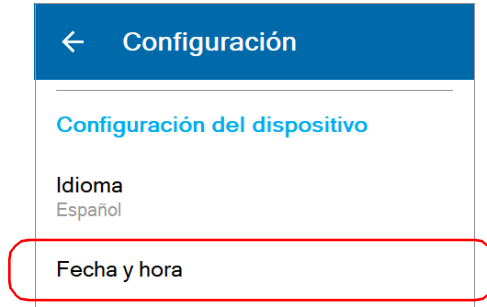 Configuración
Configuración del dispositivo
Idioma
Español
Fecha y hora